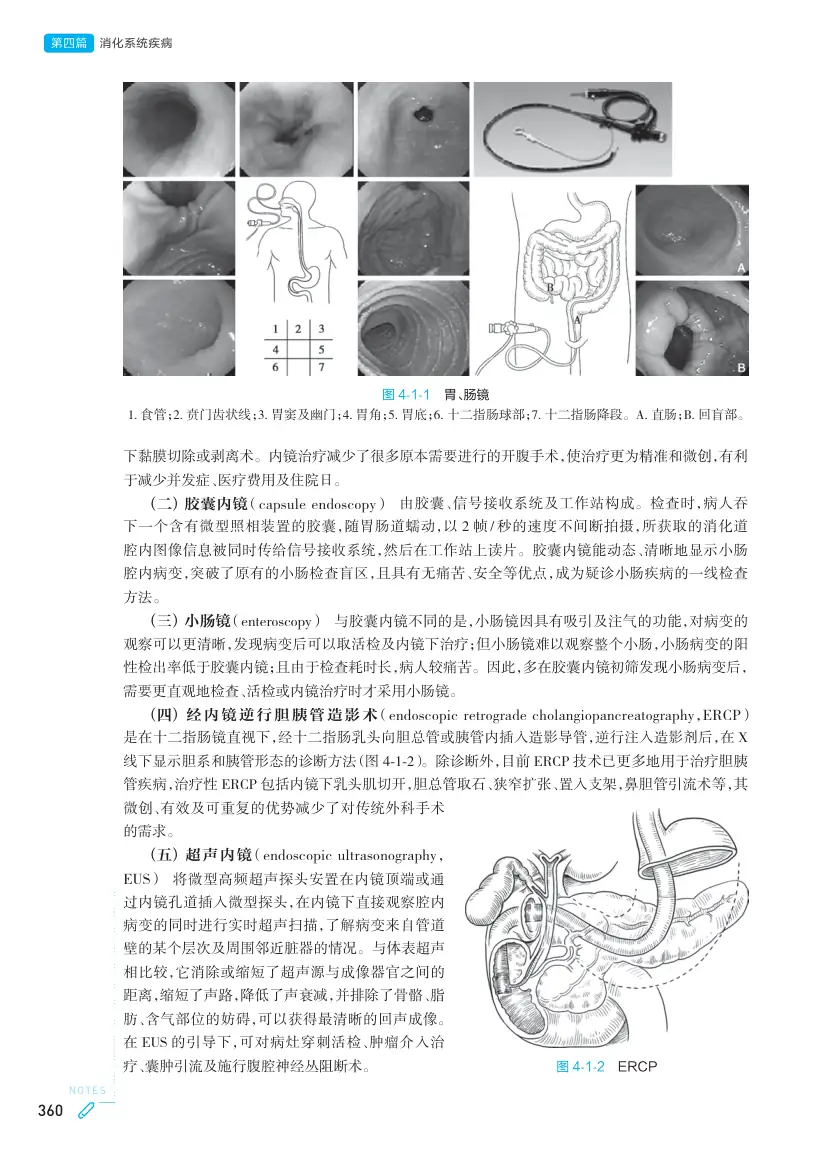 第四篇 消化系统疾病
A
B
A
B
1 2 3
4 5
6 7
图 4-1-1 胃、肠镜
1. 食管;2. 贲门齿状线;3. 胃窦及幽门;4. 胃角;5. 胃底;6. 十二指肠球部;7. 十二指肠降段。A. 直肠;B. 回盲部。
下黏膜切除或剥离术。内镜治疗减少了很多原本需要进行的开腹手术,使治疗更为精准和微创,有利
于减少并发症、医疗费用及住院日。
(二)胶囊内镜(capsule endoscopy) 由胶囊、信号接收系统及工作站构成。检查时,病人吞
下一个含有微型照相装置的胶囊,随胃肠道蠕动,以 2 帧/秒的速度不间断拍摄,所获取的消化道
腔内图像信息被同时传给信号接收系统,然后在工作站上读片。胶囊内镜能动态、清晰地显示小肠
腔内病变,突破了原有的小肠检查盲区,且具有无痛苦、安全等优点,成为疑诊小肠疾病的一线检查
方法。
(三)小肠镜(enteroscopy) 与胶囊内镜不同的是,小肠镜因具有吸引及注气的功能,对病变的
观察可以更清晰,发现病变后可以取活检及内镜下治疗;但小肠镜难以观察整个小肠,小肠病变的阳
性检出率低于胶囊内镜;且由于检查耗时长,病人较痛苦。因此,多在胶囊内镜初筛发现小肠病变后,
需要更直观地检查、活检或内镜治疗时才采用小肠镜。
(四)经内镜逆行胆胰管造影术(endoscopic retrograde cholangiopancreatography,ERCP)
是在十二指肠镜直视下,经十二指肠乳头向胆总管或胰管内插入造影导管,逆行注入造影剂后,在 X
线下显示胆系和胰管形态的诊断方法(图 4-1-2)。除诊断外,目前 ERCP 技术已更多地用于治疗胆胰
管疾病,治疗性 ERCP 包括内镜下乳头肌切开,胆总管取石、狭窄扩张、置入支架,鼻胆管引流术等,其
微创、有效及可重复的优势减少了对传统外科手术
的需求。
(五)超声内镜(endoscopic ultrasonography,
EUS) 将微型高频超声探头安置在内镜顶端或通
过内镜孔道插入微型探头,在内镜下直接观察腔内
病变的同时进行实时超声扫描,了解病变来自管道
壁的某个层次及周围邻近脏器的情况。与体表超声
相比较,它消除或缩短了超声源与成像器官之间的
距离,缩短了声路,降低了声衰减,并排除了骨骼、脂
肪、含气部位的妨碍,可以获得最清晰的回声成像。
在 EUS 的引导下,可对病灶穿刺活检、肿瘤介入治
疗、囊肿引流及施行腹腔神经丛阻断术。
图 4-1-2 ERCP
NOTES
360